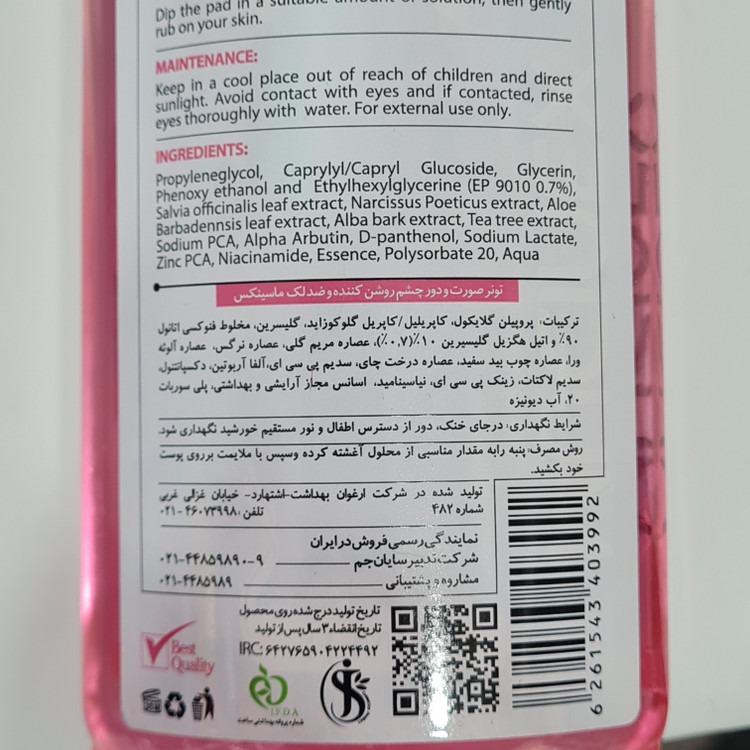 Dip the pad in a suitable amount of solution, then gently
rub on your skin.
MAINTENANCE:
Keep in a cool place out of reach of children and direct
sunlight. Avoid contact with eyes and if contacted, rinse
eyes thoroughly with water. For external use only.
INGREDIENTS:
Propyleneglycol, Caprylyl/Capryl Glucoside, Glycerin,
Phenoxy ethanol and Ethylhexylglycerine (EP 9010 0.7%),
Salvia officinalis leaf extract, Narcissus Poeticus extract, Aloe
Barbadennsis leaf extract, Alba bark extract, Tea tree extract,
Sodium PCA, Alpha Arbutin, D-panthenol, Sodium Lactate,
Zinc PCA, Niacinamide, Essence, Polysorbate 20, Aqua
تونر صورت و دور چشم روشن کننده و ضد لک ماسینکس
ترکیبات: پروپیلن گلایکول، کاپریلیل/کاپریل گلوکوزاید، گلیسرین، مخلوط فنوکسی اتانول
۹۰٪ و اتیل هگزیل گلیسیرین ۱۰٪(۰،۷٪)، عصاره مریم گلی، عصاره نرگس، عصاره آلوئه
ورا، عصاره چوب بید سفید، عصاره درخت چای، سدیم پی سی ای،آلفا آربوتین، دکسپانتنول،
سدیم لاکتات، زینک پی سی ای، نیاسینامید، اسانس مجاز آرایشی و بهداشتی، پلی سوربات
۲۰، آب دیونیزه
شرایط نگهداری: درجای خنک، دور از دسترس اطفال و نور مستقیم خورشید نگهداری شود.
روش مصرف: پنبه رابه مقدار مناسبی از محلول آغشته کرده وسپس با ملایمت برروی پوست
خود بکشید.
تولید شده در شرکت ارغوان بهداشت-اشتهارد- خیابان غزالی غربی
شماره ۴۸۲ تلفن: ۰۲۱-۴۶۰۷۳۹۹۸
نمایندگی رسمی فروش در ایران
شرکت تدبیر سایان جم ۰۲۱-۴۴۸۵۹۸۹۰-۹
مشاروه و پشتیبانی ۰۲۱-۴۴۸۵۹۸۹
تاریخ تولید درج شده روی محصول
تاریخ انقضاء ۳ سال پس از تولید
IRC: ۶۴۲۷۶۵۹۰۴۲۲۴۴۹۲
Best
Quality
I.F.D.A
شماره پروانه بهداشتی ساخت
6 261543 403992